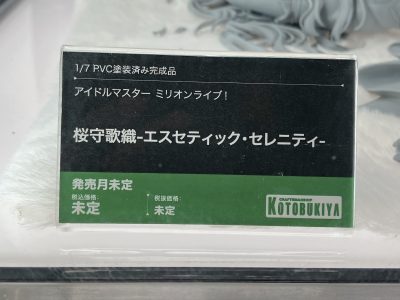 1/7 PVC塗装済み完成品
アイドルマスター ミリオンライブ！
桜守歌織-エスセティック・セレニティ-
発売月未定
税込価格:
未定
税抜価格:
未定
CRAFTSMANSHIP
KOTOBUKIYA